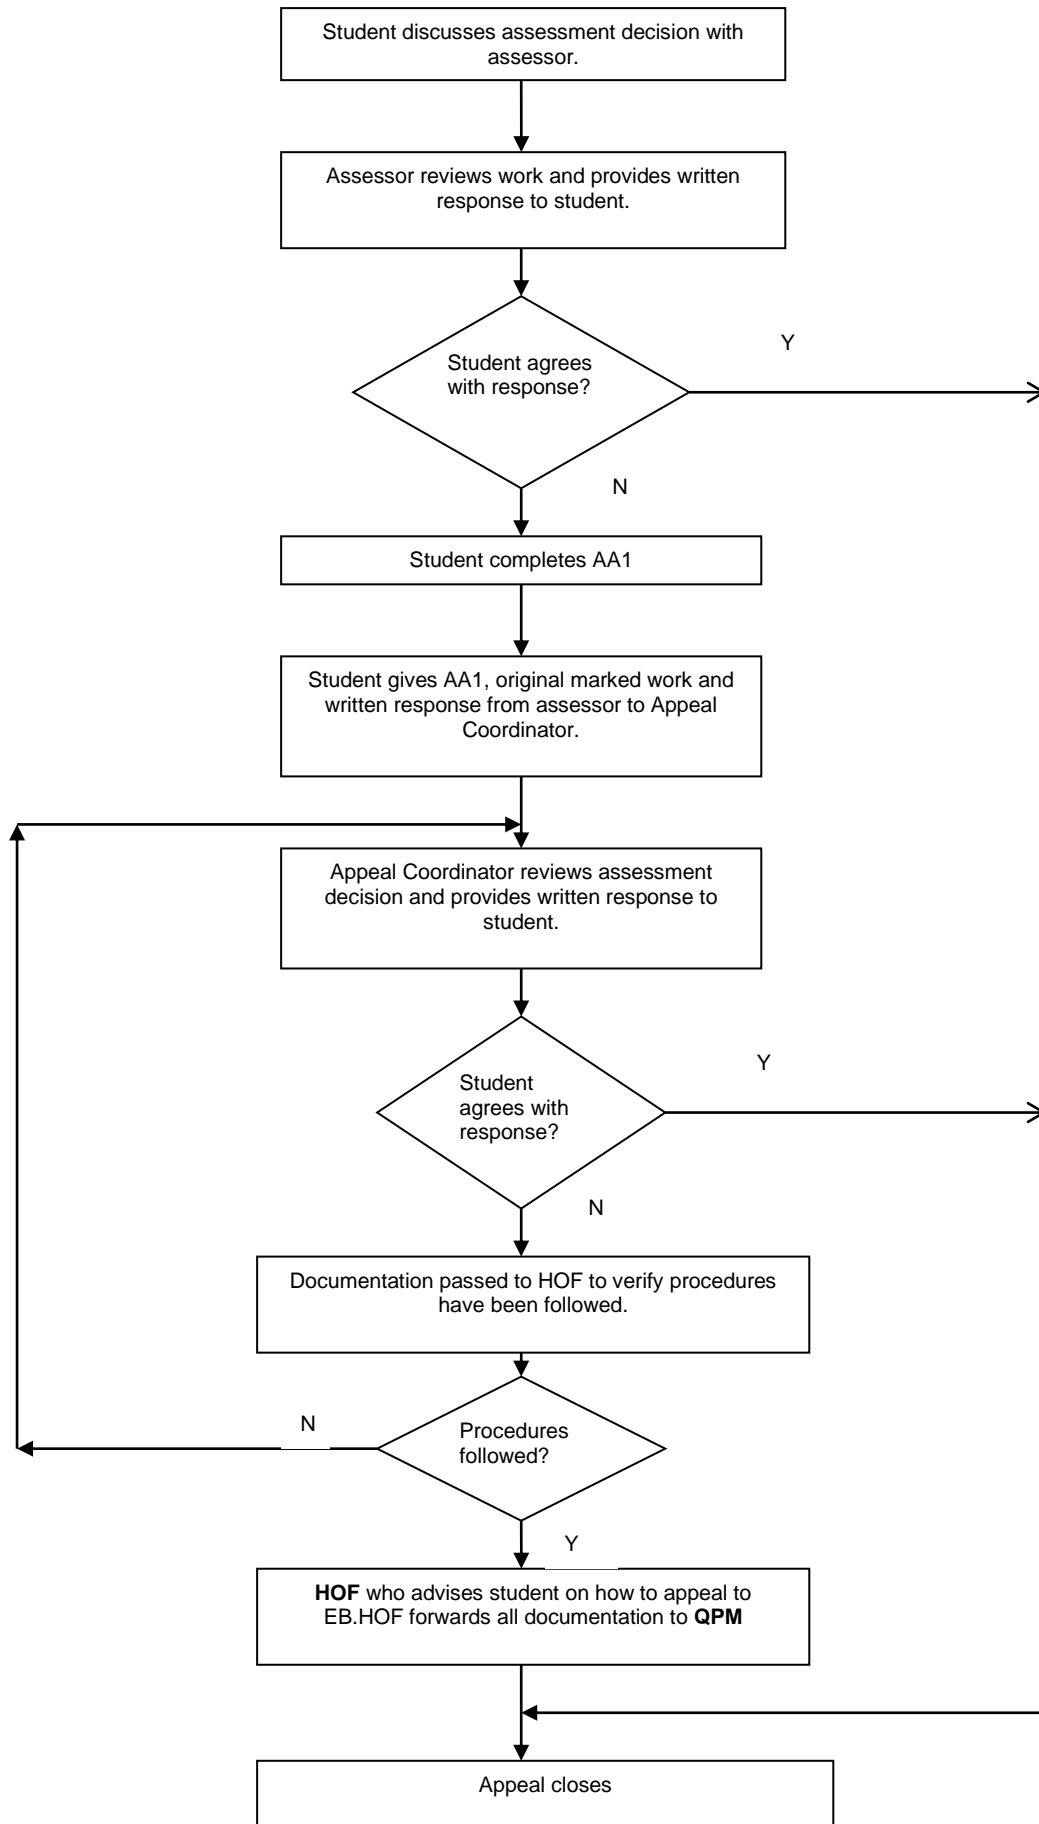 Student discusses assessment decision with
assessor.
Assessor reviews work and provides written
response to student.
Y
Student agrees
with response?
N
Student completes AA1
Student gives AA1, original marked work and
written response from assessor to Appeal
Coordinator.
Appeal Coordinator reviews assessment
decision and provides written response to
student.
Y
Student
agrees with
response?
N
Documentation passed to HOF to verify procedures
have been followed.
N
Procedures
followed?
Y
HOF who advises student on how to appeal to
EB.HOF forwards all documentation to QPM
Appeal closes